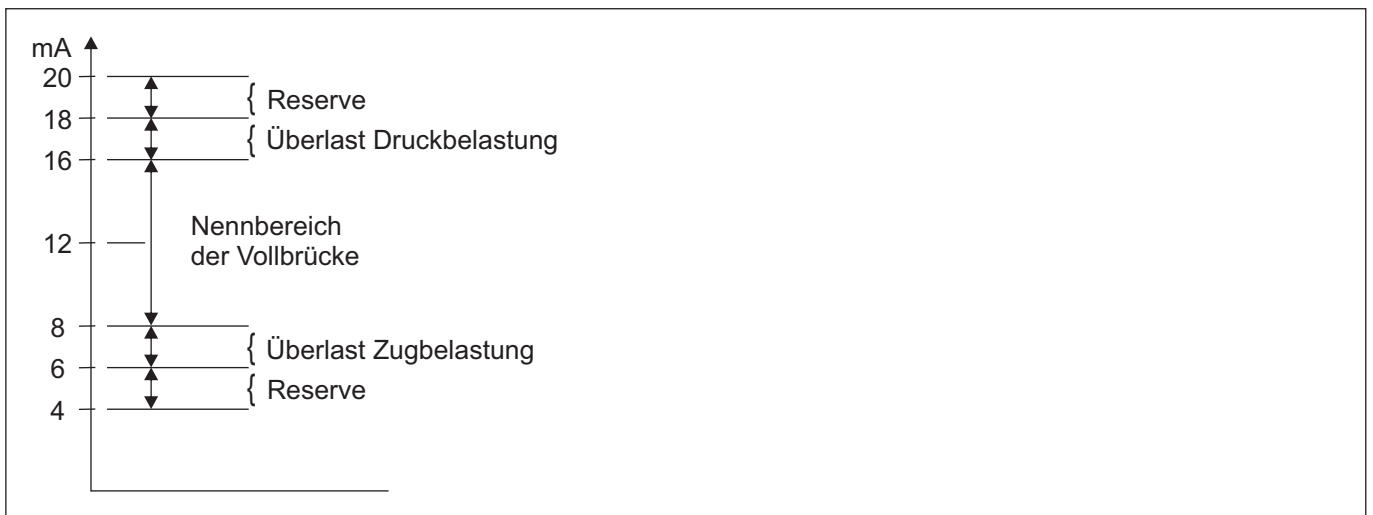 mA
20
Reserve
18
Überlast Druckbelastung
16
Nennbereich
12
der Vollbrücke
8
Überlast Zugbelastung
6
Reserve
4